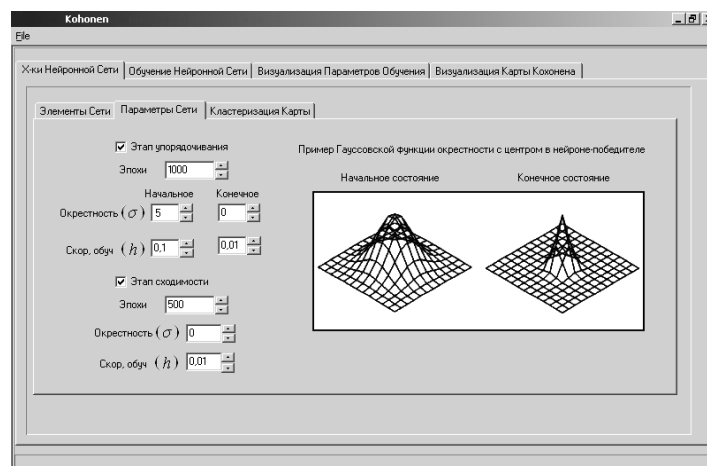 Kohonen
File
Х-ки Нейронной Сети Обучение Нейронной Сети Визуализация Параметров Обучения Визуализация Карты Кохонена
Элементы Сети Параметры Сети Кластеризация Карты
Этап упорядочивания
Эпохи 1000
Начальное Конечное
Окрестность (σ) 5 0
Скор, обуч (h) 0,1 0,01
Этап сходимости
Эпохи 500
Окрестность (σ) 0
Скор, обуч (h) 0,01
Пример Гауссовской функции окрестности с центром в нейроне-победителе
Начальное состояние Конечное состояние